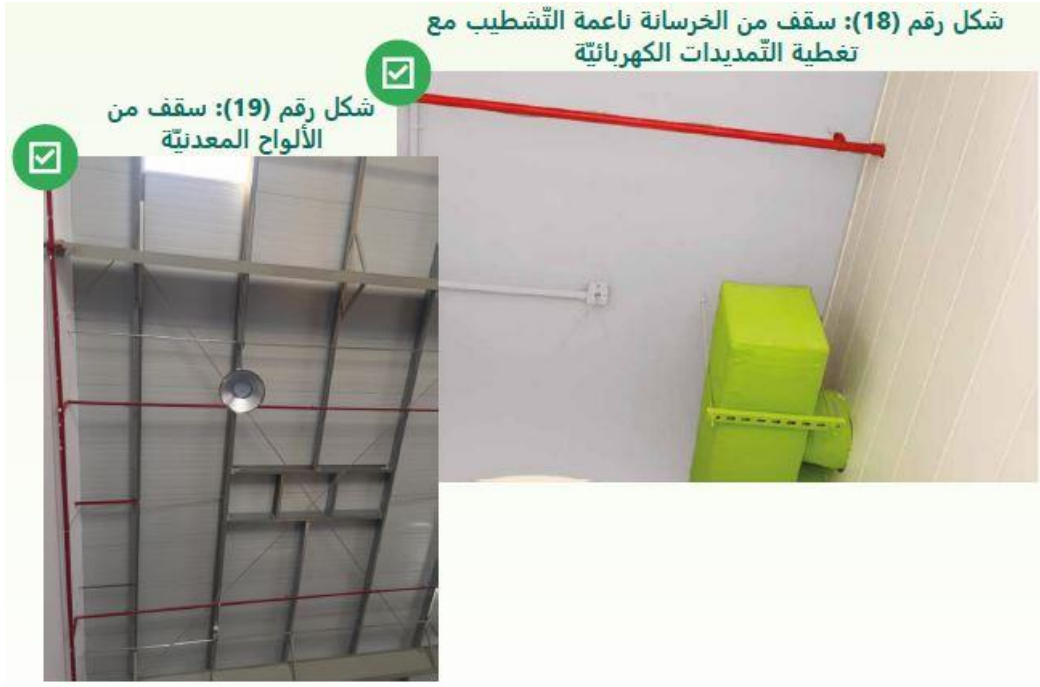 شكل رقم (18): سقف من الخرسانة ناعمة التّشطيب مع
تغطية التّمديدات الكهربائيّة
شكل رقم (19): سقف من
الألواح المعدنيّة